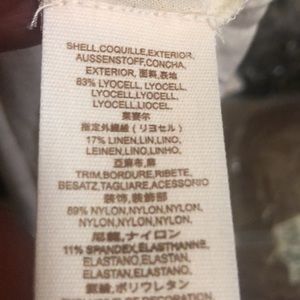 SHELL,COQUILLE,EXTERIOR,
AUSSENSTOFF,CONCHA,
EXTERIOR, 面料,表地
83% LYOCELL, LYOCELL,
LYOCELL,LYOCELL,
LYOCELL,LIOCEL.
莱赛尔
指定外繊維（リヨセル）
17% LINEN,LIN,LINO,
LEINEN,LINO,LINHO.
亞麻布,麻
TRIM,BORDURE,RIBETE,
BESATZ,TAGLIARE,ACESSORIO
装饰,装飾部
89% NYLON,NYLON,NYLON,
NYLON,NYLON,NYLON.
尼龍,ナイロン
11% SPANDEX,ELASTHANNE,
ELASTANO, ELASTAN,
ELASTAN,ELASTANO.
ポリウレタン
OF DECORATION